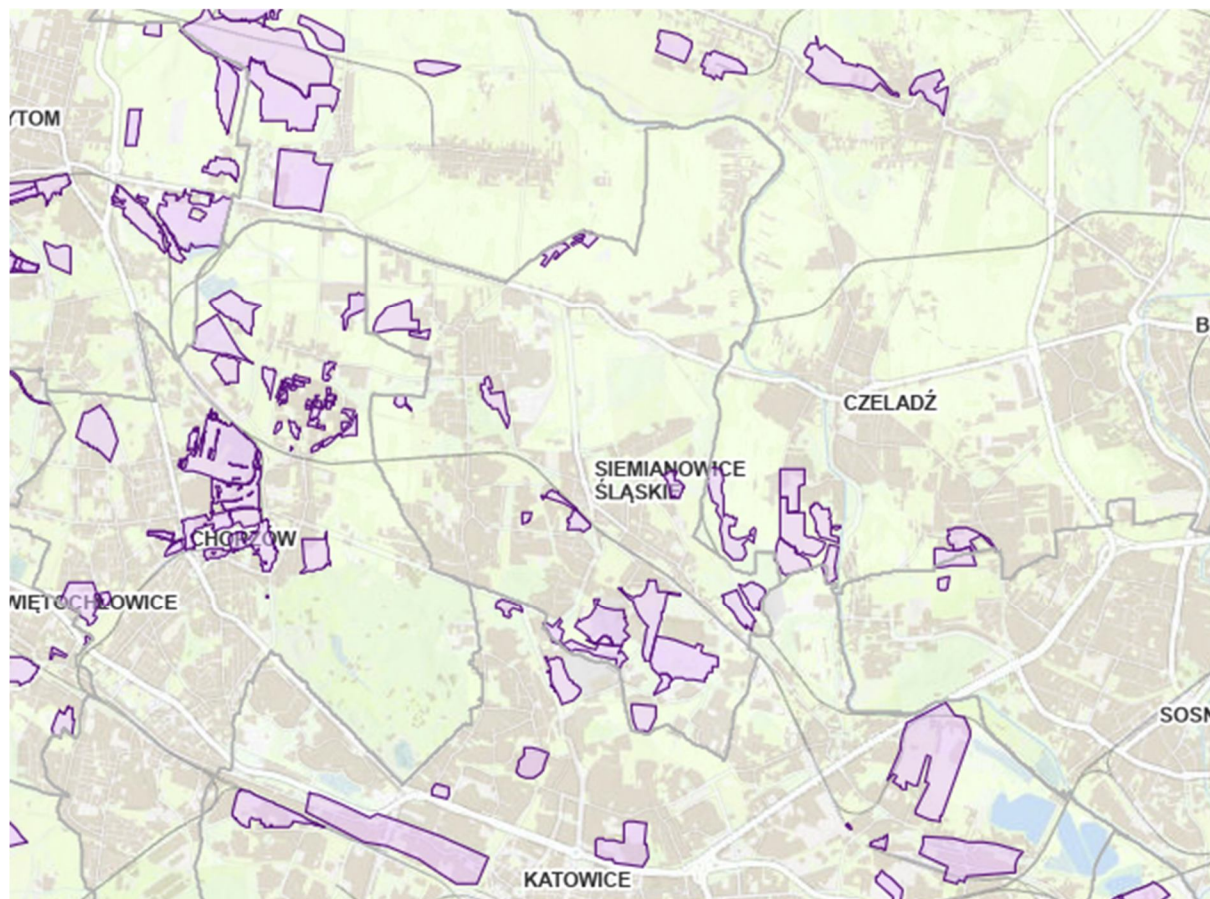 YTOM
CZELADŹ
SIEMIANOWICE
ŚLĄSKIE
CHORZÓW
WIĘTOCHŁOWICE
SOSN
KATOWICE
B